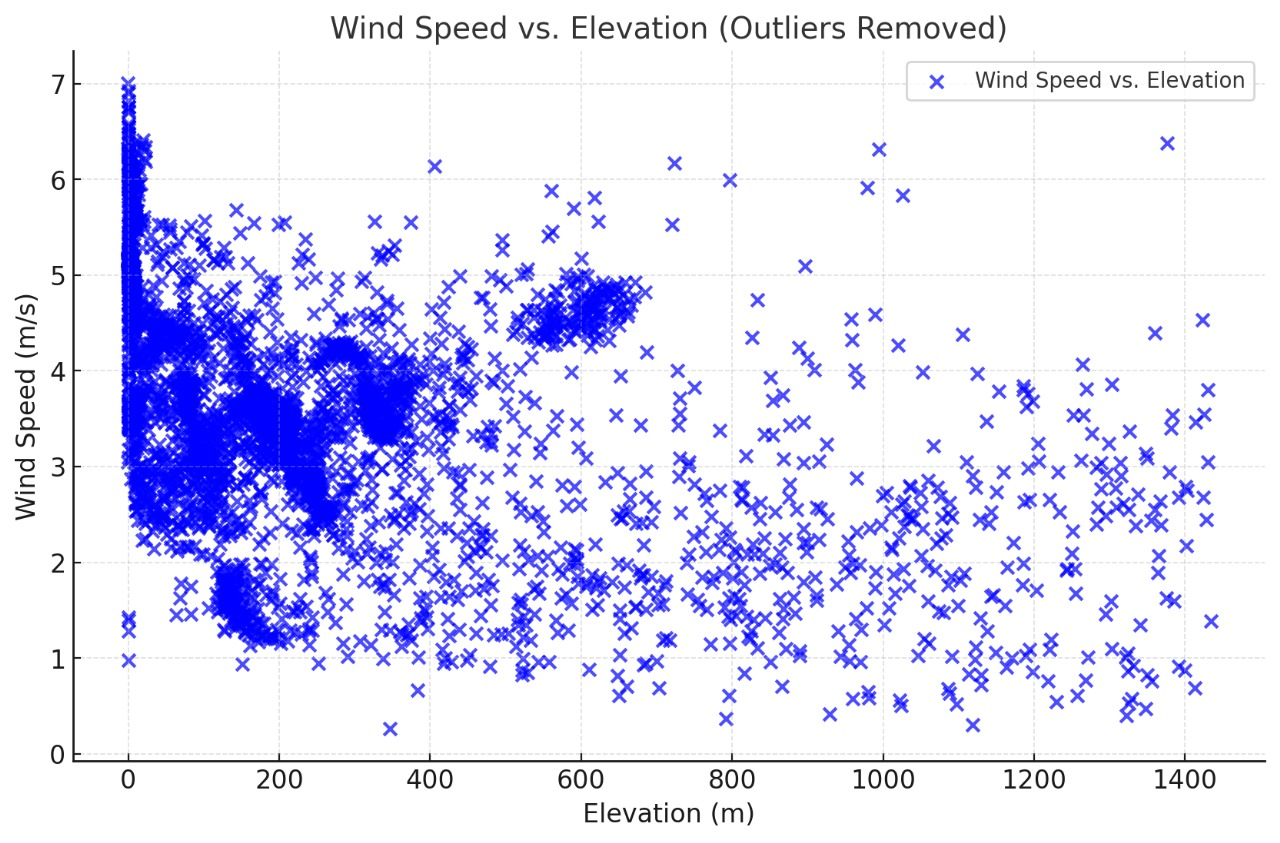 Wind Speed vs. Elevation (Outliers Removed)
Wind Speed vs. Elevation
Wind Speed (m/s)
7
6
5
4
3
2
1
0
0 200 400 600 800 1000 1200 1400
Elevation (m)